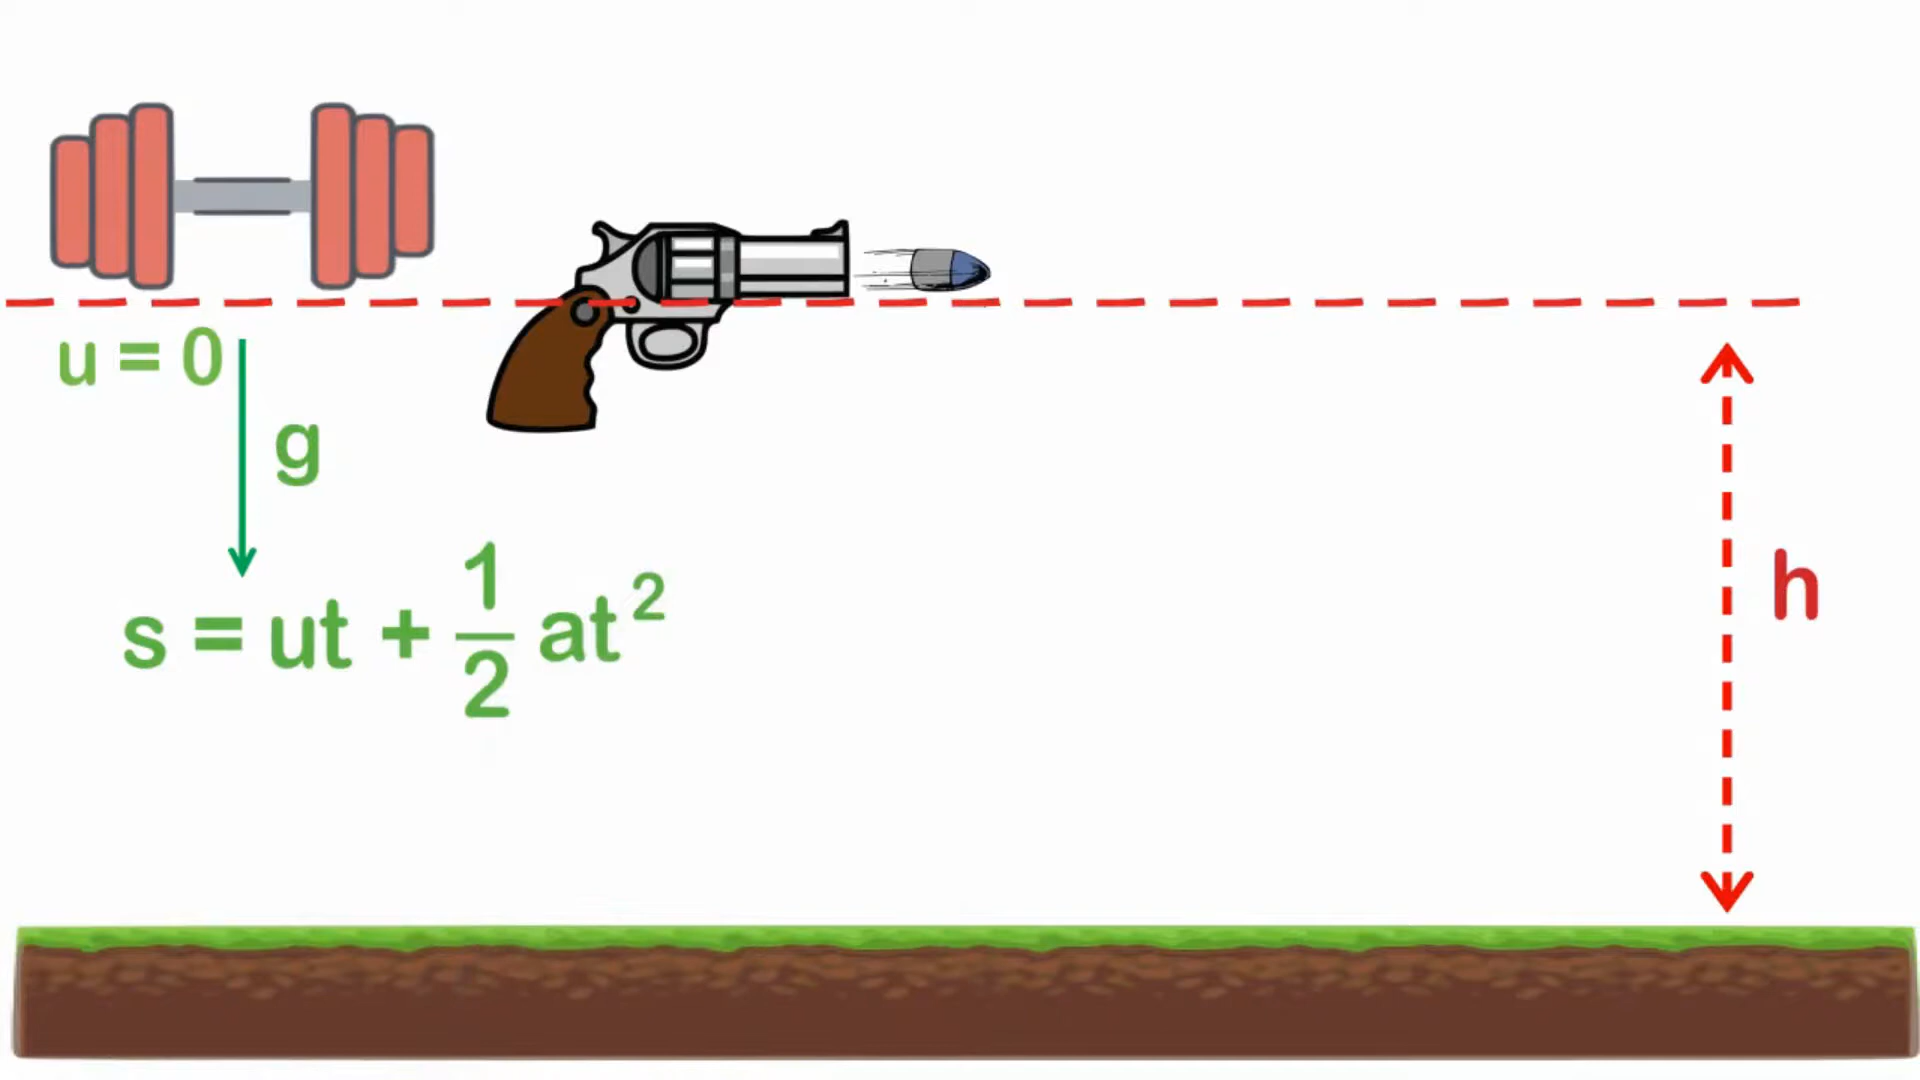 u = 0
g
s = ut + 1/2 at²
h